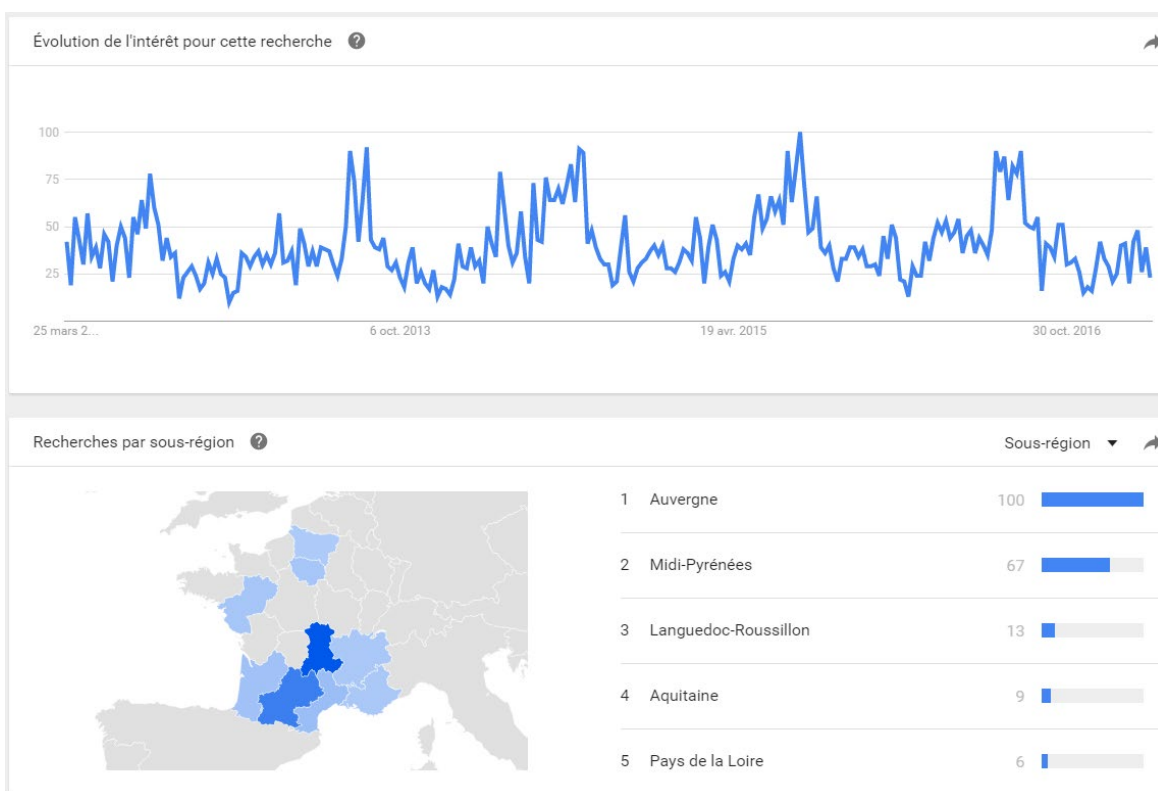 Évolution de l'intérêt pour cette recherche ?
100
75
50
25
25 mars 2...
6 oct. 2013
19 avr. 2015
30 oct. 2016
Recherches par sous-région ?
Sous-région
1 Auvergne 100
2 Midi-Pyrénées 67
3 Languedoc-Roussillon 13
4 Aquitaine 9
5 Pays de la Loire 6